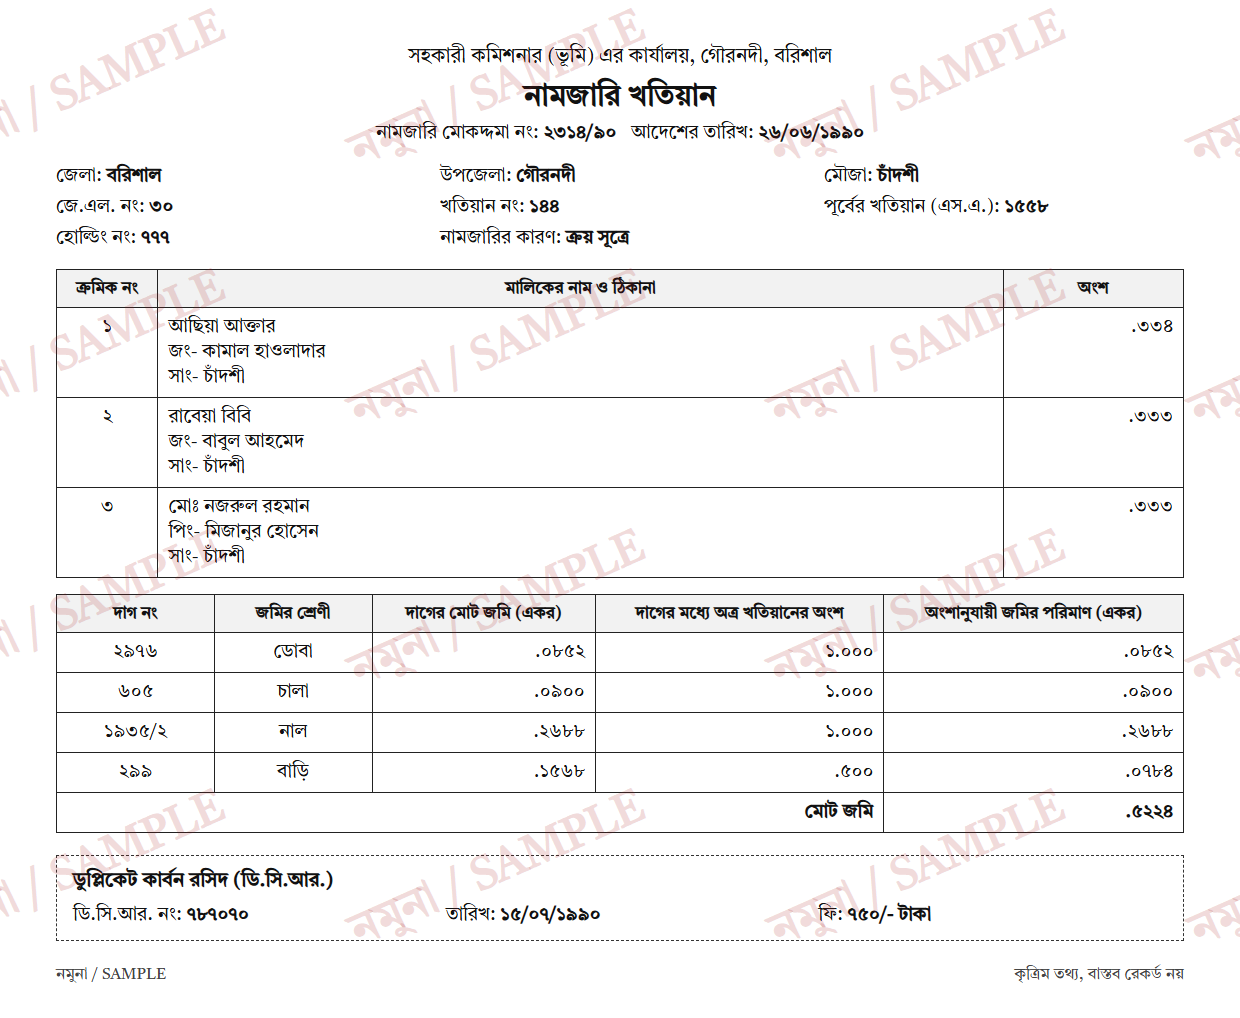 সহকারী কমিশনার (ভূমি) এর কার্যালয়, গৌরনদী, বরিশাল
নামজারি খতিয়ান
নামজারি মোকদ্দমা নং: ২৩১৪/৯০ আদেশের তারিখ: ২৬/০৬/১৯৯০
জেলা: বরিশাল উপজেলা: গৌরনদী মৌজা: চাঁদশী
জে.এল. নং: ৩০ খতিয়ান নং: ১৪৪ পূর্বের খতিয়ান (এস.এ.): ১৫৫৮
হোল্ডিং নং: ৭৭৭ নামজারির কারণ: ক্রয় সূত্রে
ক্রমিক নং মালিকের নাম ও ঠিকানা অংশ
১ আছিয়া আক্তার .৩৩৪
জং- কামাল হাওলাদার
সাং- চাঁদশী
২ রাবেয়া বিবি .৩৩৩
জং- বাবুল আহমেদ
সাং- চাঁদশী
৩ মোঃ নজরুল রহমান .৩৩৩
পিং- মিজানুর হোসেন
সাং- চাঁদশী
দাগ নং জমির শ্রেণী দাগের মোট জমি (একর) দাগের মধ্যে অত্র খতিয়ানের অংশ অংশানুযায়ী জমির পরিমাণ (একর)
২৯৭৬ ডোবা .০৮৫২ ১.০০০ .০৮৫২
৬০৫ চালা .০৯০০ ১.০০০ .০৯০০
১৯৩৫/২ নাল .২৬৮৮ ১.০০০ .২৬৮৮
২৯৯ বাড়ি .১৫৬৮ .৫০০ .০৭৮৪
মোট জমি .৫২২৪
ডুপ্লিকেট কার্বন রসিদ (ডি.সি.আর.)
ডি.সি.আর. নং: ৭৮৭০৭০ তারিখ: ১৫/০৭/১৯৯০ ফি: ৭৫০/- টাকা
নমুনা / SAMPLE কৃত্রিম তথ্য, বাস্তব রেকর্ড নয়